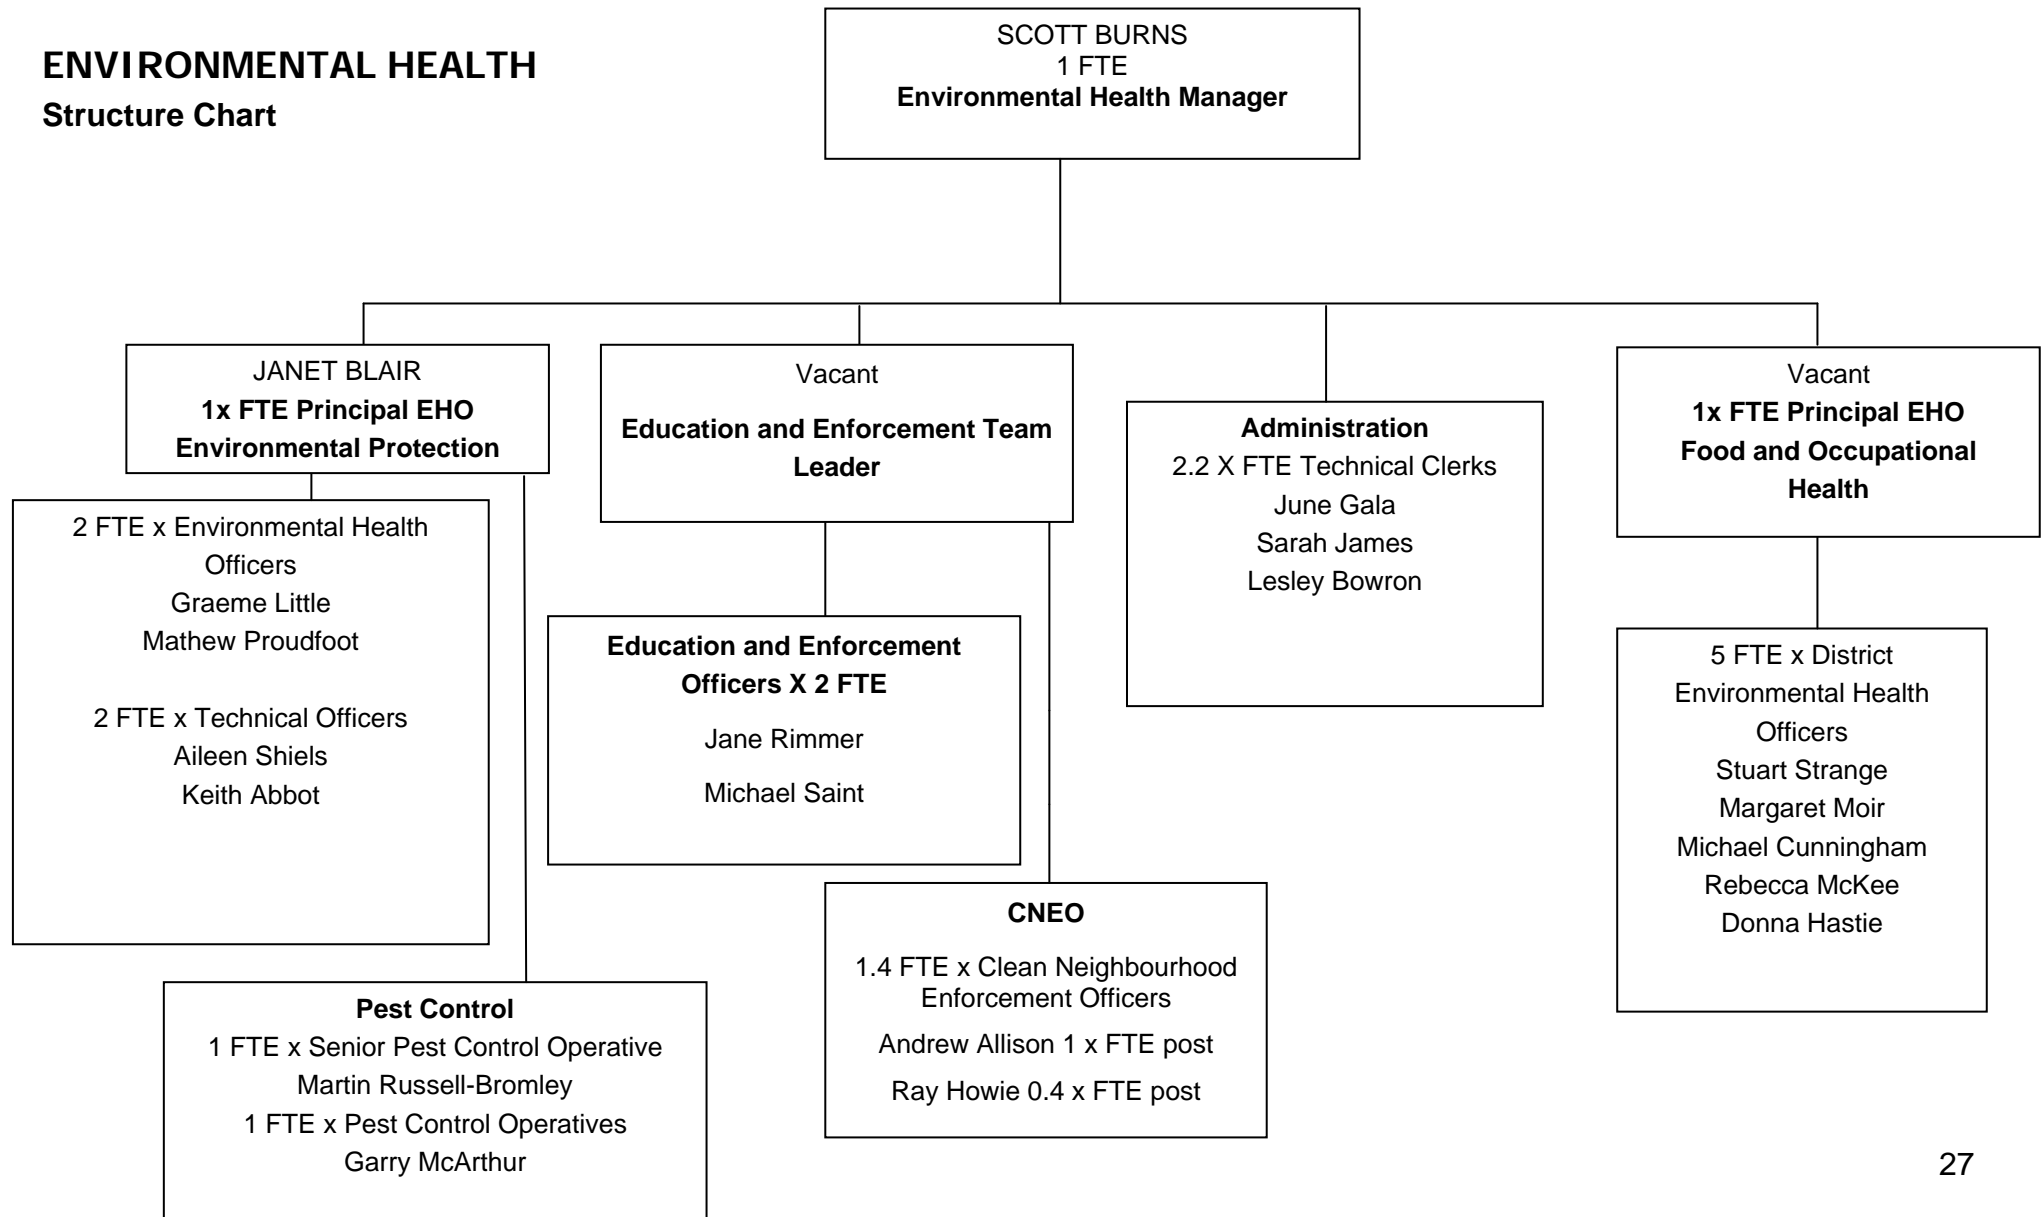 ENVIRONMENTAL HEALTH
Structure Chart
SCOTT BURNS
1 FTE
Environmental Health Manager
JANET BLAIR
1x FTE Principal EHO
Environmental Protection
Vacant
Education and Enforcement Team
Leader
Administration
2.2 X FTE Technical Clerks
June Gala
Sarah James
Lesley Bowron
Vacant
1x FTE Principal EHO
Food and Occupational
Health
2 FTE x Environmental Health
Officers
Graeme Little
Mathew Proudfoot
2 FTE x Technical Officers
Aileen Shiels
Keith Abbot
Education and Enforcement
Officers X 2 FTE
Jane Rimmer
Michael Saint
5 FTE x District
Environmental Health
Officers
Stuart Strange
Margaret Moir
Michael Cunningham
Rebecca McKee
Donna Hastie
CNEO
1.4 FTE x Clean Neighbourhood
Enforcement Officers
Andrew Allison 1 x FTE post
Ray Howie 0.4 x FTE post
Pest Control
1 FTE x Senior Pest Control Operative
Martin Russell-Bromley
1 FTE x Pest Control Operatives
Garry McArthur
27